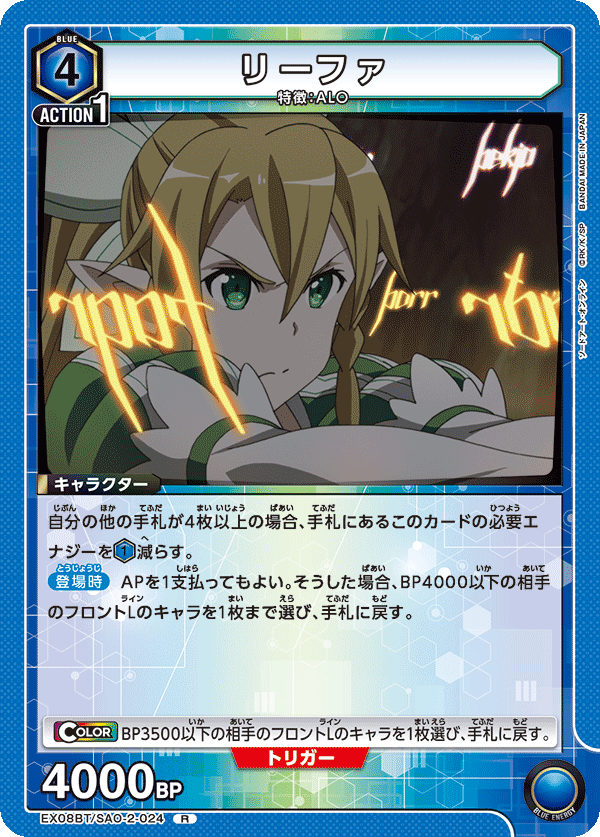 BLUE
4
ACTION 1
リーファ
特徴:ALO
bekjp
porr
キャラクター
自分の他の手札が4枚以上の場合、手札にあるこのカードの必要エ
ナジーを1減らす。
登場時 APを1支払ってもよい。そうした場合、BP4000以下の相手
のフロントLのキャラを1枚まで選び、手札に戻す。
COLOR BP3500以下の相手のフロントLのキャラを1枚選び、手札に戻す。
トリガー
4000BP
EX08BT/SAO-2-024 R
BLUE ENERGY
ソードアート・オンライン ©RK/K/SP BANDAI MADE IN JAPAN